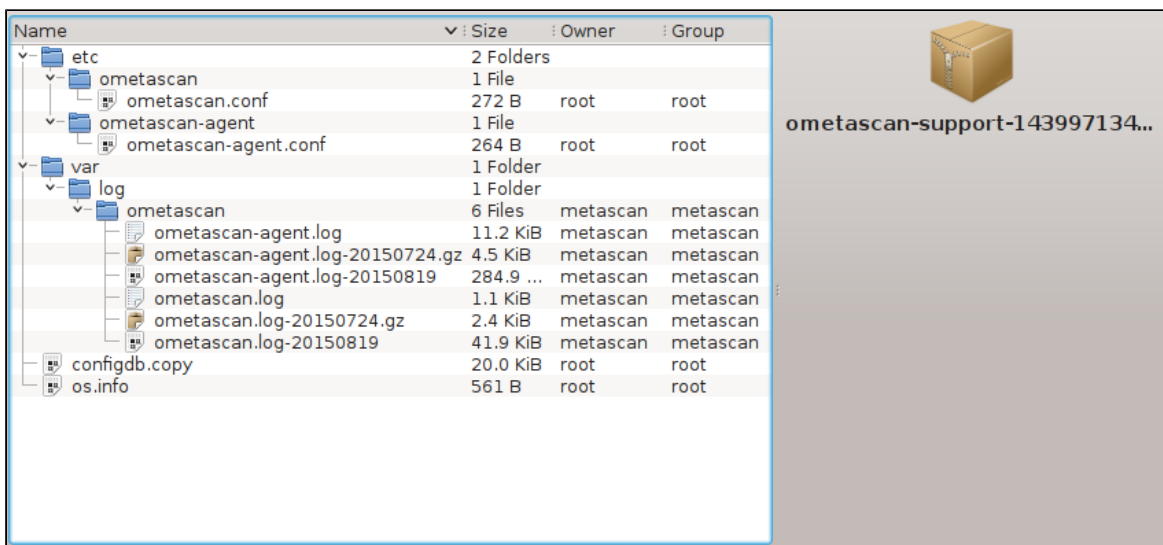 Name Size Owner Group
etc 2 Folders
ometascan 1 File
ometascan.conf 272 B root root
ometascan-agent 1 File
ometascan-agent.conf 264 B root root
var 1 Folder
log 1 Folder
ometascan 6 Files metascan metascan
ometascan-agent.log 11.2 KiB metascan metascan
ometascan-agent.log-20150724.gz 4.5 KiB metascan metascan
ometascan-agent.log-20150819 284.9 ... metascan metascan
ometascan.log 1.1 KiB metascan metascan
ometascan.log-20150724.gz 2.4 KiB metascan metascan
ometascan.log-20150819 41.9 KiB metascan metascan
configdb.copy 20.0 KiB root root
os.info 561 B root root
ometascan-support-143997134...